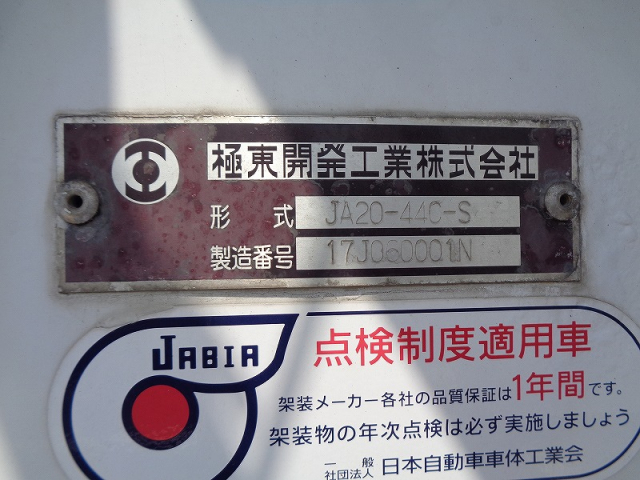 極東開発工業株式会社
形式 JA20-44C-S
製造番号
JABIA
点検制度適用車
架装メーカー各社の品質保証は1年間です。
架装物の年次点検は必ず実施しましょう
一般社団法人 日本自動車車体工業会